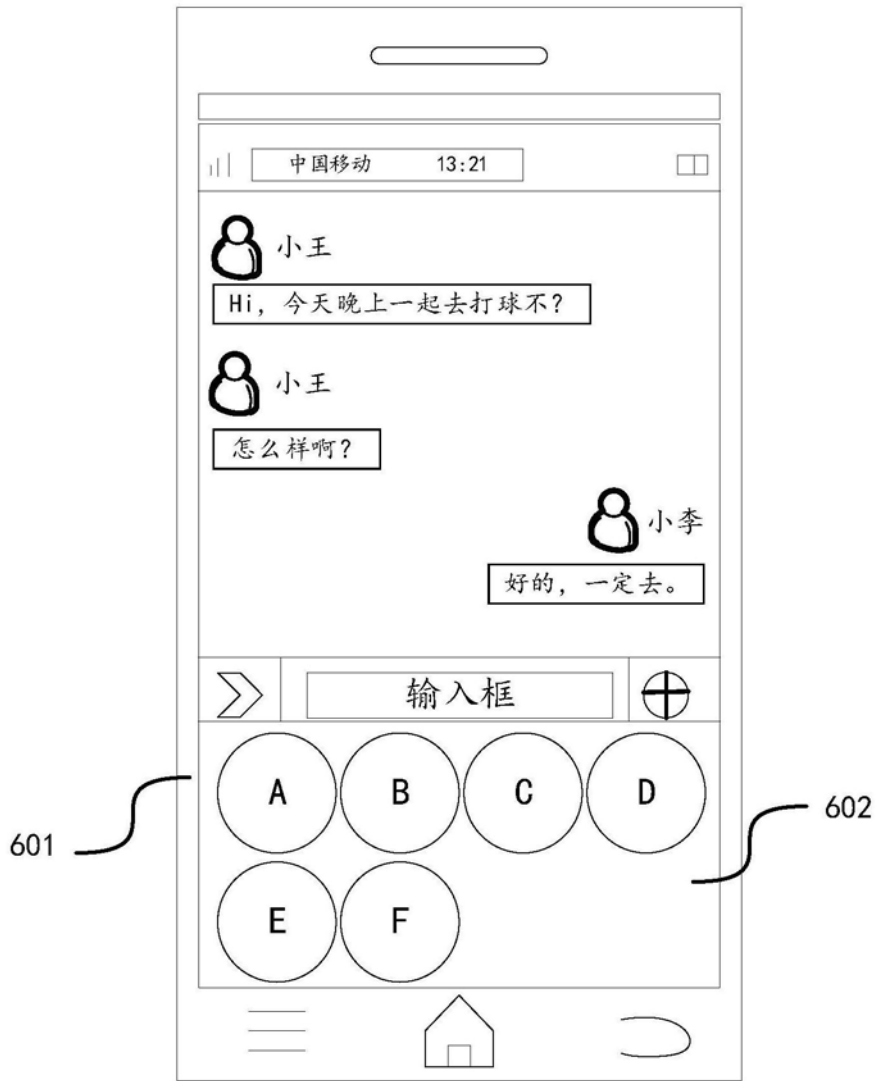 中国移动 13:21
小王
Hi, 今天晚上一起去打球不?
小王
怎么样啊?
小李
好的, 一定去。
输入框
A B C D
601
602
E F